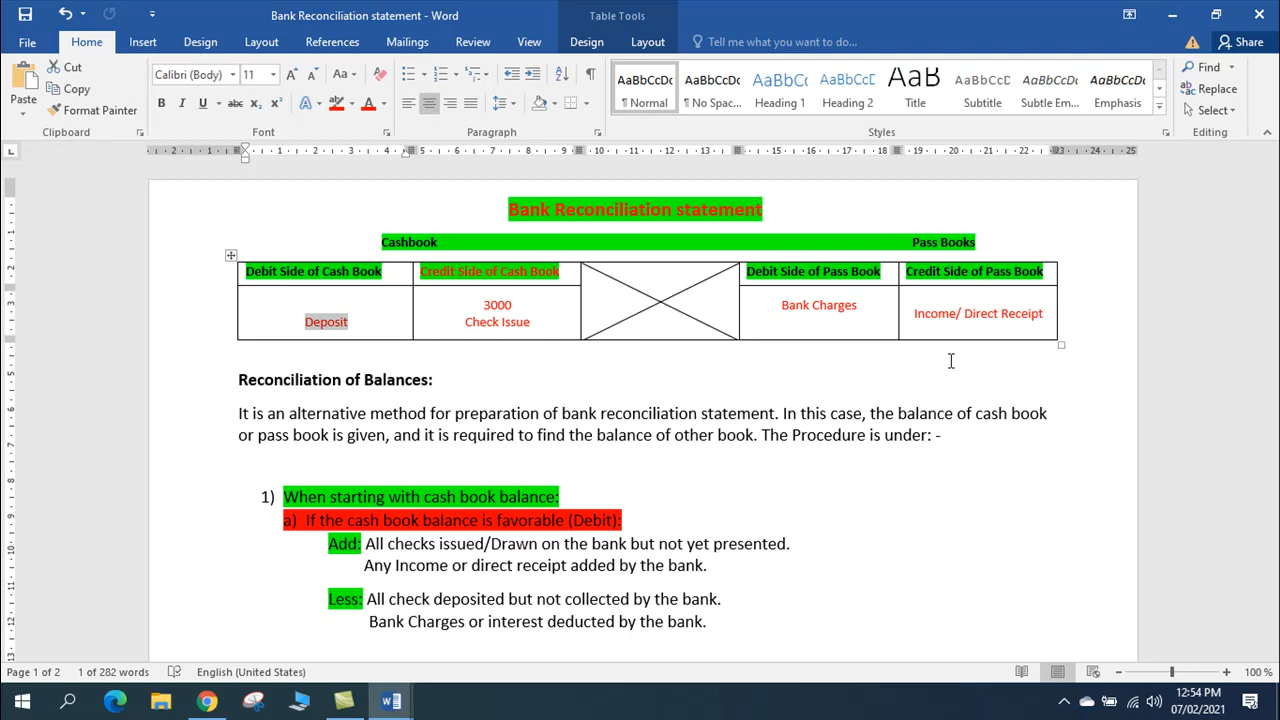 Bank Reconciliation statement - Word
Table Tools
File
Home
Insert
Design
Layout
References
Mailings
Review
View
Design
Layout
Tell me what you want to do...
Share
Paste
Cut
Copy
Format Painter
Clipboard
Calibri (Body)
11
Font
Paragraph
AaBbCcDc
¶ Normal
AaBbCcDc
¶ No Spac...
AaBbCc
Heading 1
AaBbCcD
Heading 2
AaB
Title
AaBbCcD
Subtitle
AaBbCcDc
Subtle Em...
AaBbCcDc
Emphasis
Styles
Find
Replace
Select
Editing
Bank Reconciliation statement
Cashbook Pass Books
Debit Side of Cash Book Credit Side of Cash Book Debit Side of Pass Book Credit Side of Pass Book
Deposit
3000
Check Issue
Bank Charges
Income/ Direct Receipt
Reconciliation of Balances:
It is an alternative method for preparation of bank reconciliation statement. In this case, the balance of cash book
or pass book is given, and it is required to find the balance of other book. The Procedure is under: -
1) When starting with cash book balance:
a) If the cash book balance is favorable (Debit):
Add: All checks issued/Drawn on the bank but not yet presented.
Any Income or direct receipt added by the bank.
Less: All check deposited but not collected by the bank.
Bank Charges or interest deducted by the bank.
Page 1 of 2 1 of 282 words English (United States) 100 %
12:54 PM
07/02/2021